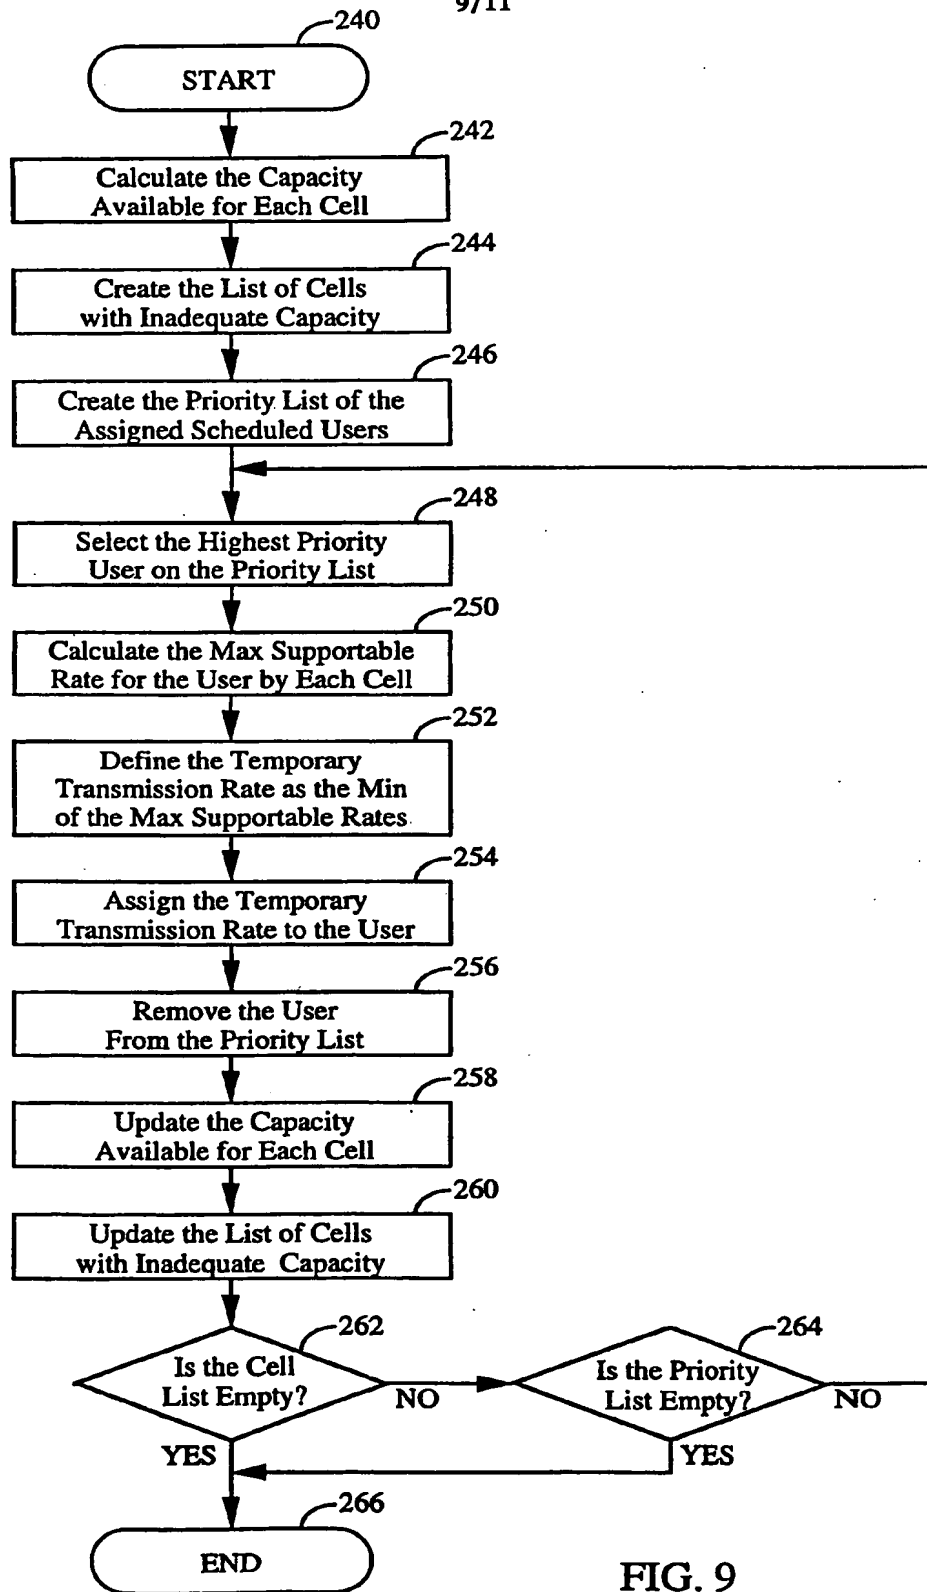 9/11
240
START
242
Calculate the Capacity
Available for Each Cell
244
Create the List of Cells
with Inadequate Capacity
246
Create the Priority List of the
Assigned Scheduled Users
248
Select the Highest Priority
User on the Priority List
250
Calculate the Max Supportable
Rate for the User by Each Cell
252
Define the Temporary
Transmission Rate as the Min
of the Max Supportable Rates
254
Assign the Temporary
Transmission Rate to the User
256
Remove the User
From the Priority List
258
Update the Capacity
Available for Each Cell
260
Update the List of Cells
with Inadequate Capacity
262
Is the Cell
List Empty?
NO
YES
264
Is the Priority
List Empty?
NO
YES
266
END
FIG. 9